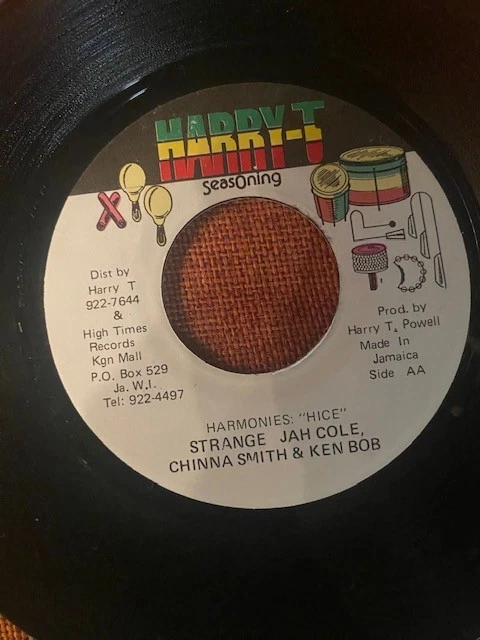 HARRY-T
seasoning
Dist by
Harry T
922-7644
&
High Times
Records
Kgn Mall
P.O. Box 529
Ja. W.I.
Tel: 922-4497
Prod. by
Harry T. Powell
Made In
Jamaica
Side AA
HARMONIES: "HICE"
STRANGE JAH COLE,
CHINNA SMITH & KEN BOB